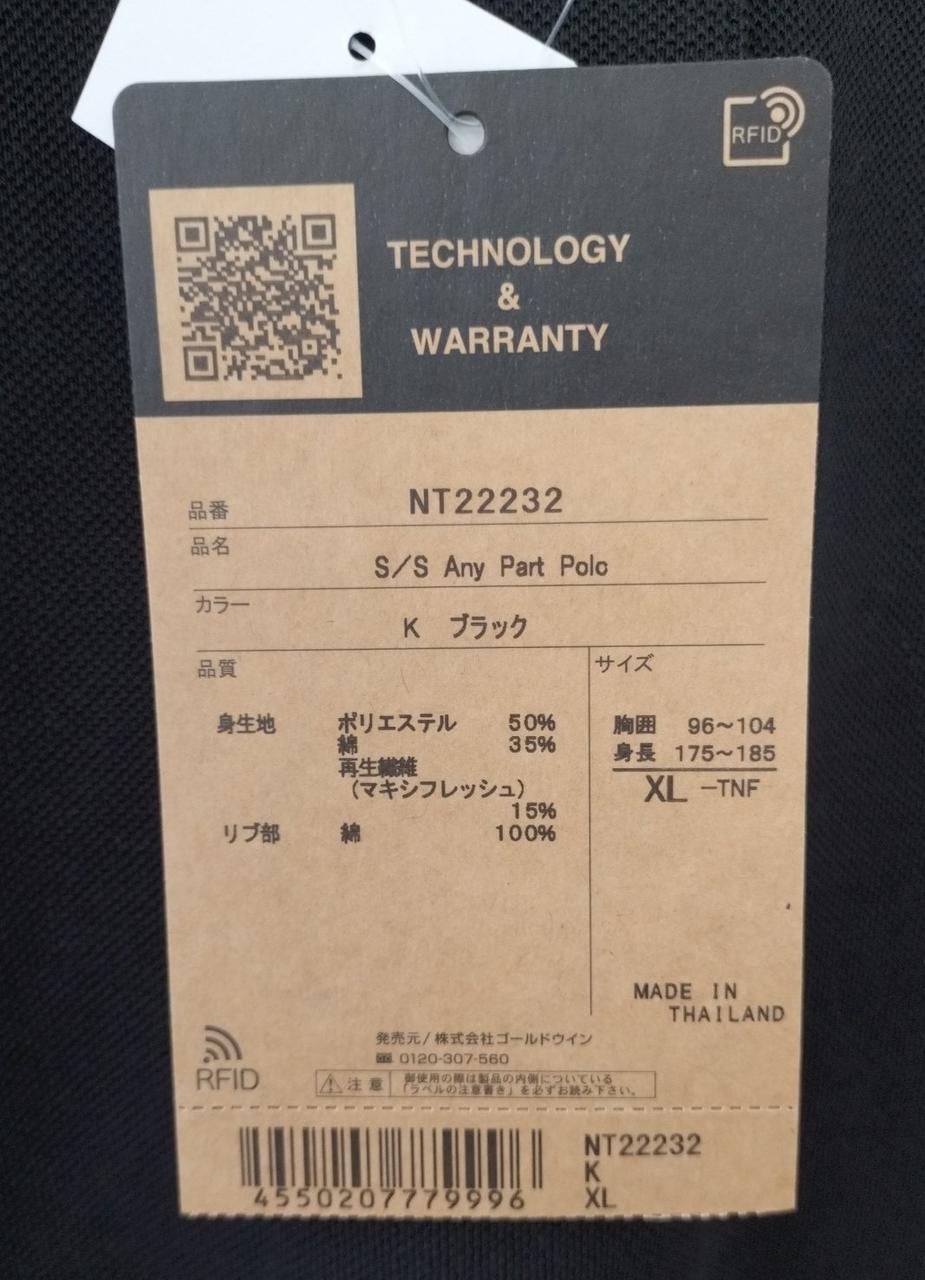 RFID
TECHNOLOGY
&
WARRANTY
品番 NT22232
品名
S/S Any Part Polo
カラー
K ブラック
品質
サイズ
身生地 ポリエステル 50%
綿 35%
再生繊維
(マキシフレッシュ)
15%
リブ部 綿 100%
胸囲 96~104
身長 175~185
XL -TNF
MADE IN
THAILAND
発売元/株式会社ゴールドウイン
0120-307-560
RFID
注意
御使用の際は製品の内側についている
「ラベルの注意書き」を必ずお読み下さい。
4550207779996
NT22232
K
XL